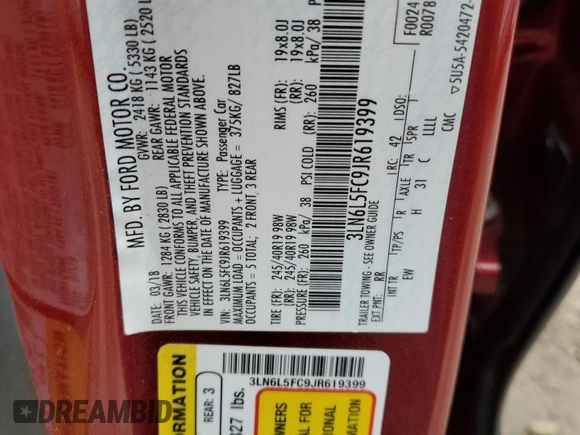 MFD. BY FORD MOTOR CO.
DATE: 03/18
GVWR: 2418 KG ( 5330 LB)
FRONT GAWR: 1284 KG ( 2830 LB)
REAR GAWR: 1143 KG ( 2520 LB)
THIS VEHICLE CONFORMS TO ALL APPLICABLE FEDERAL MOTOR
VEHICLE SAFETY, BUMPER, AND THEFT PREVENTION STANDARDS
IN EFFECT ON THE DATE OF MANUFACTURE SHOWN ABOVE.
VIN: 3LN6L5FC9JR619399
TYPE: Passenger Car
MAXIMUM LOAD = OCCUPANTS + LUGGAGE = 375KG/ 827LB
OCCUPANTS = 5 TOTAL; 2 FRONT 3 REAR
TIRE (FR): 245/40R19 98W
(RR): 245/40R19 98W
RIMS (FR): 19x8.0J
(RR): 19x8.0J
PRESSURE (FR): 260 kPa/ 38 PSI COLD (RR): 260 kPa/ 38
3LN6L5FC9JR619399
F0024
R0078
TRAILER TOWING - SEE OWNER GUIDE
EXT PNT: RR
RC: 42
DSO:
INT TR
TP/PS
R
AXLE
TR
SPR
EW
H
31
C
LLLL
CMC
5U5A-5420472-
3LN6L5FC9JR619399
REAR: 3
827 lbs.